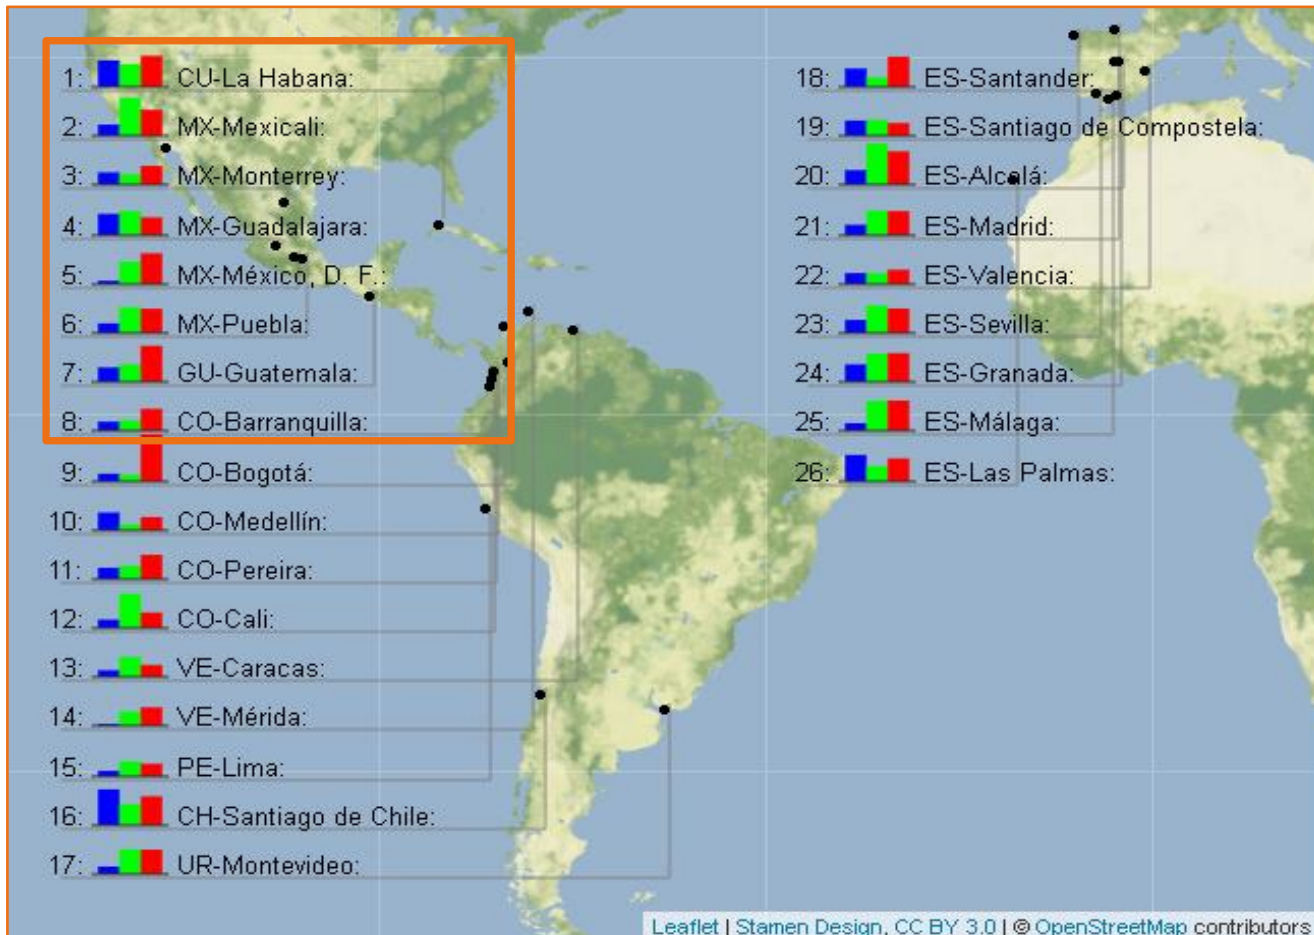 1: CU-La Habana:
2: MX-Mexicali:
3: MX-Monterrey:
4: MX-Guadalajara:
5: MX-México, D. F.:
6: MX-Puebla:
7: GU-Guatemala:
8: CO-Barranquilla:
9: CO-Bogotá:
10: CO-Medellín:
11: CO-Pereira:
12: CO-Cali:
13: VE-Caracas:
14: VE-Mérida:
15: PE-Lima:
16: CH-Santiago de Chile:
17: UR-Montevideo:
18: ES-Santander:
19: ES-Santiago de Compostela:
20: ES-Alcalá:
21: ES-Madrid:
22: ES-Valencia:
23: ES-Sevilla:
24: ES-Granada:
25: ES-Málaga:
26: ES-Las Palmas:
Leaflet | Stamen Design, CC BY 3.0 | © OpenStreetMap contributors